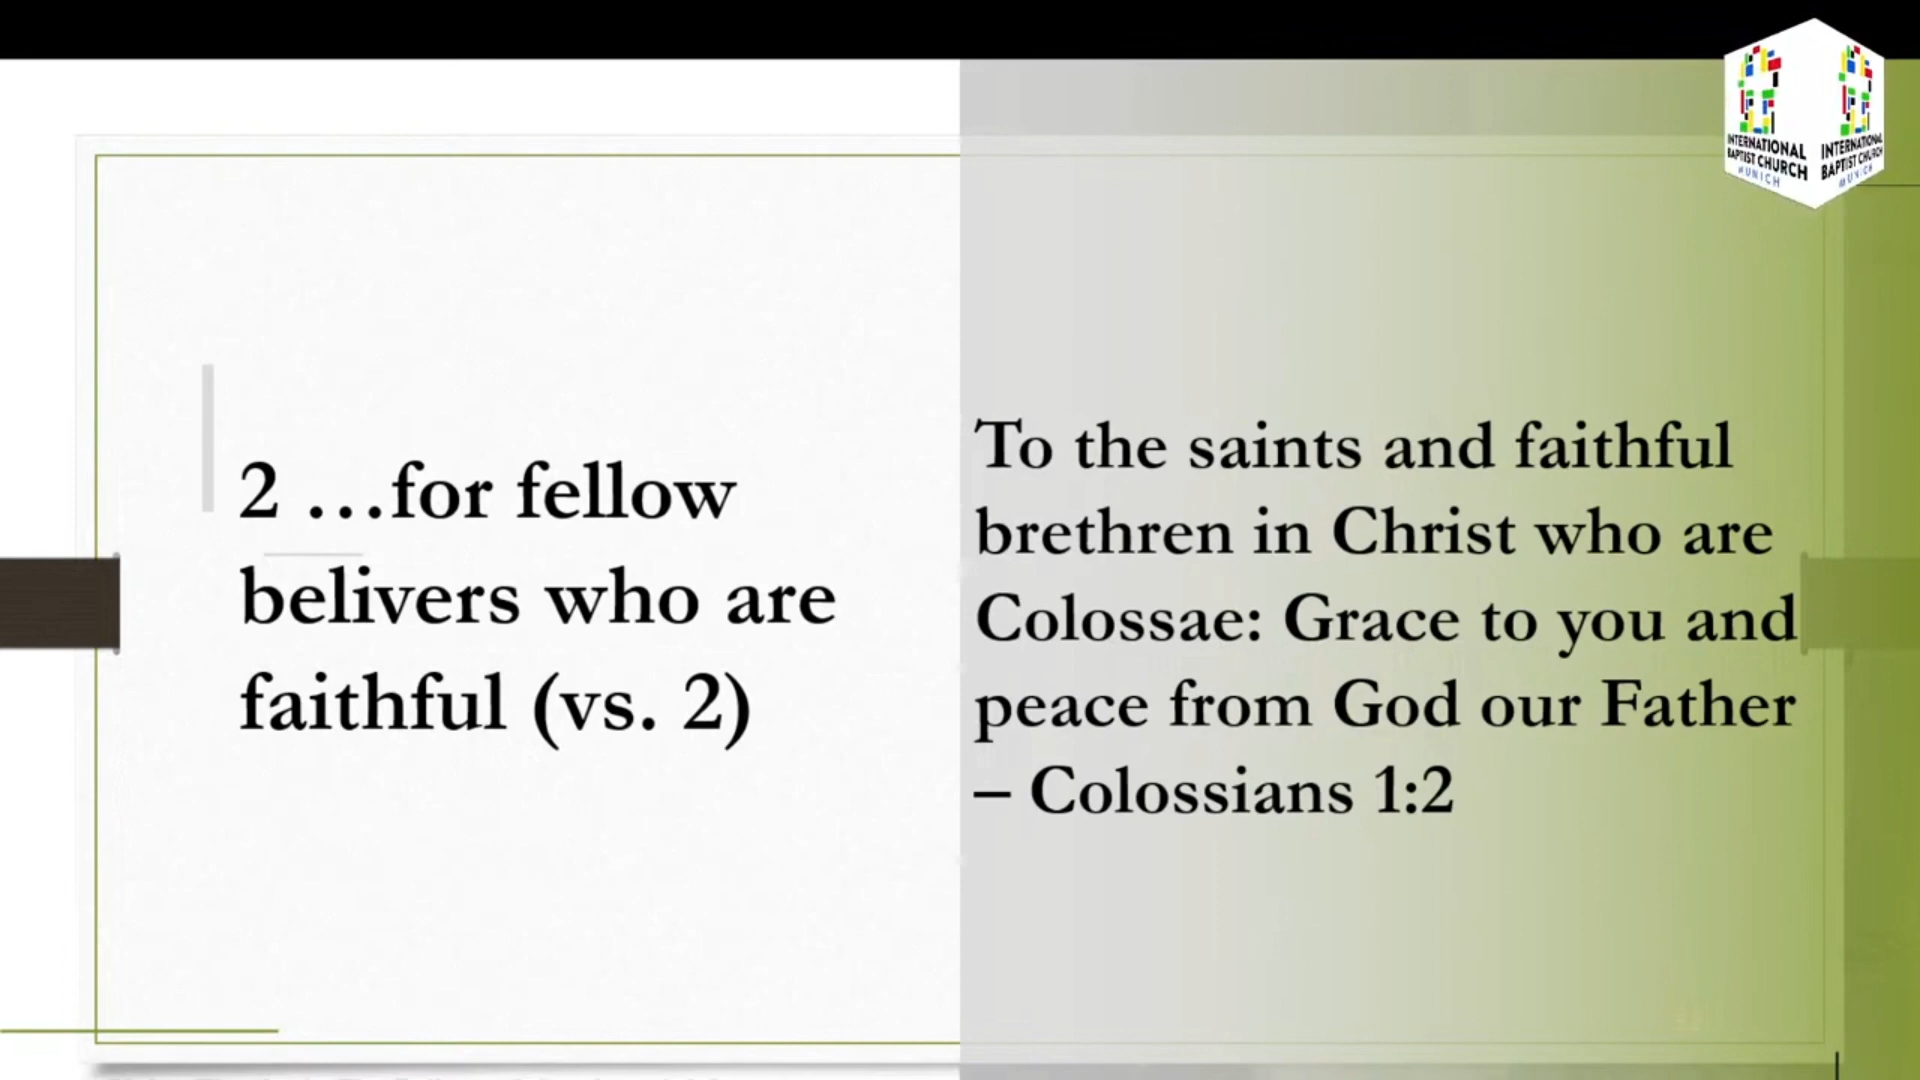 INTERNATIONAL
BAPTIST CHURCH
MUNICH
INTERNATIONAL
BAPTIST CHURCH
MUNICH
2 …for fellow
belivers who are
faithful (vs. 2)
To the saints and faithful
brethren in Christ who are
Colossae: Grace to you and
peace from God our Father
– Colossians 1:2